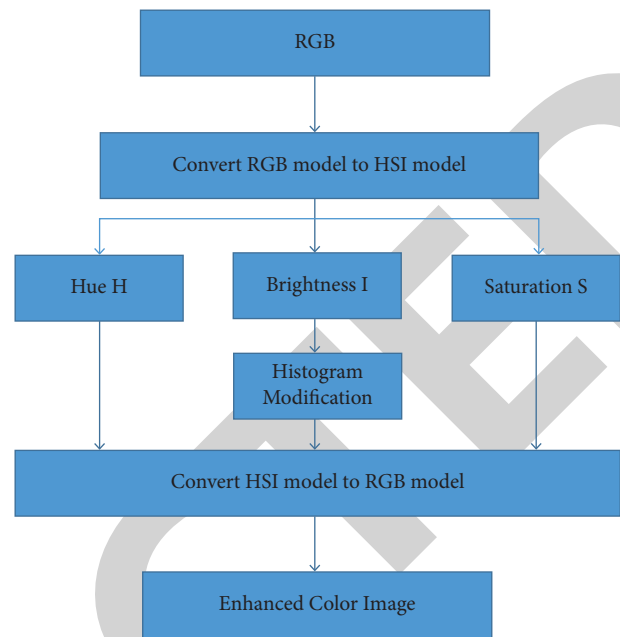 RGB
Convert RGB model to HSI model
Hue H
Brightness I
Saturation S
Histogram
Modification
Convert HSI model to RGB model
Enhanced Color Image